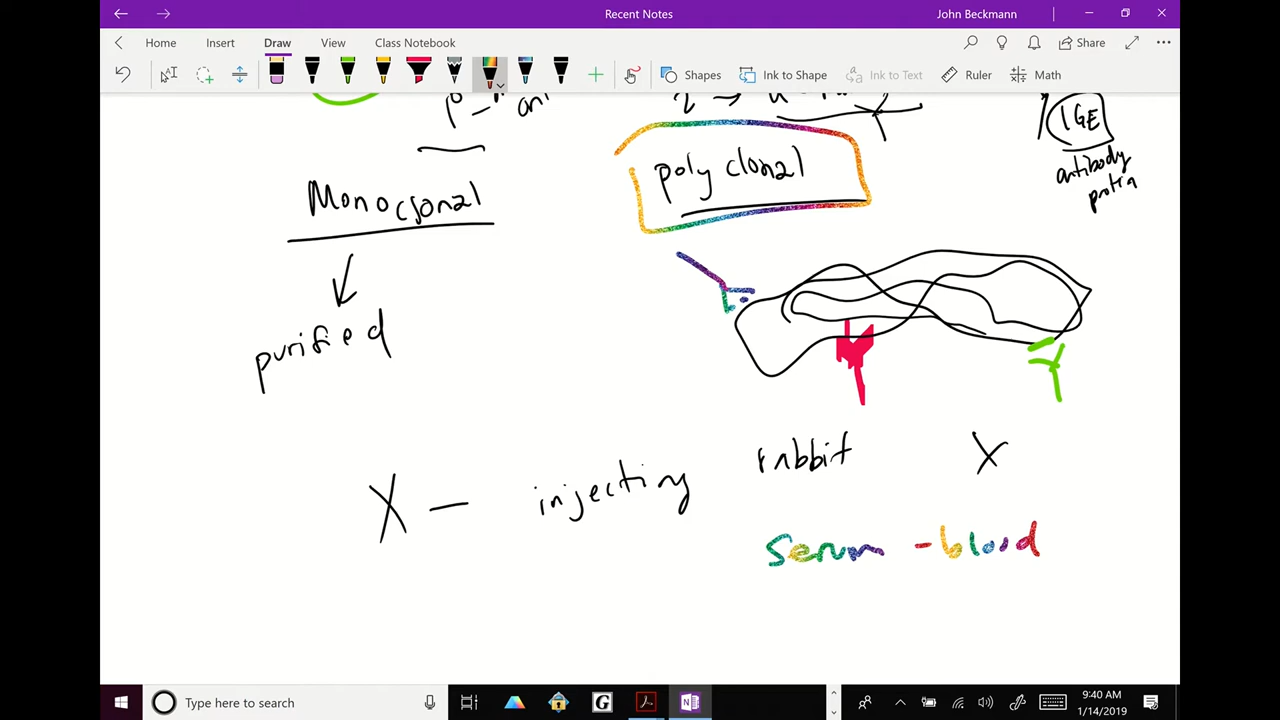 Recent Notes
John Beckmann
Home Insert Draw View Class Notebook
Share
Shapes Ink to Shape Ink to Text Ruler Math
IGE
antibody
poly clonal
Monoclonal
purified
rabbit X
X - injecting
serum - blood
Type here to search
9:40 AM
1/14/2019